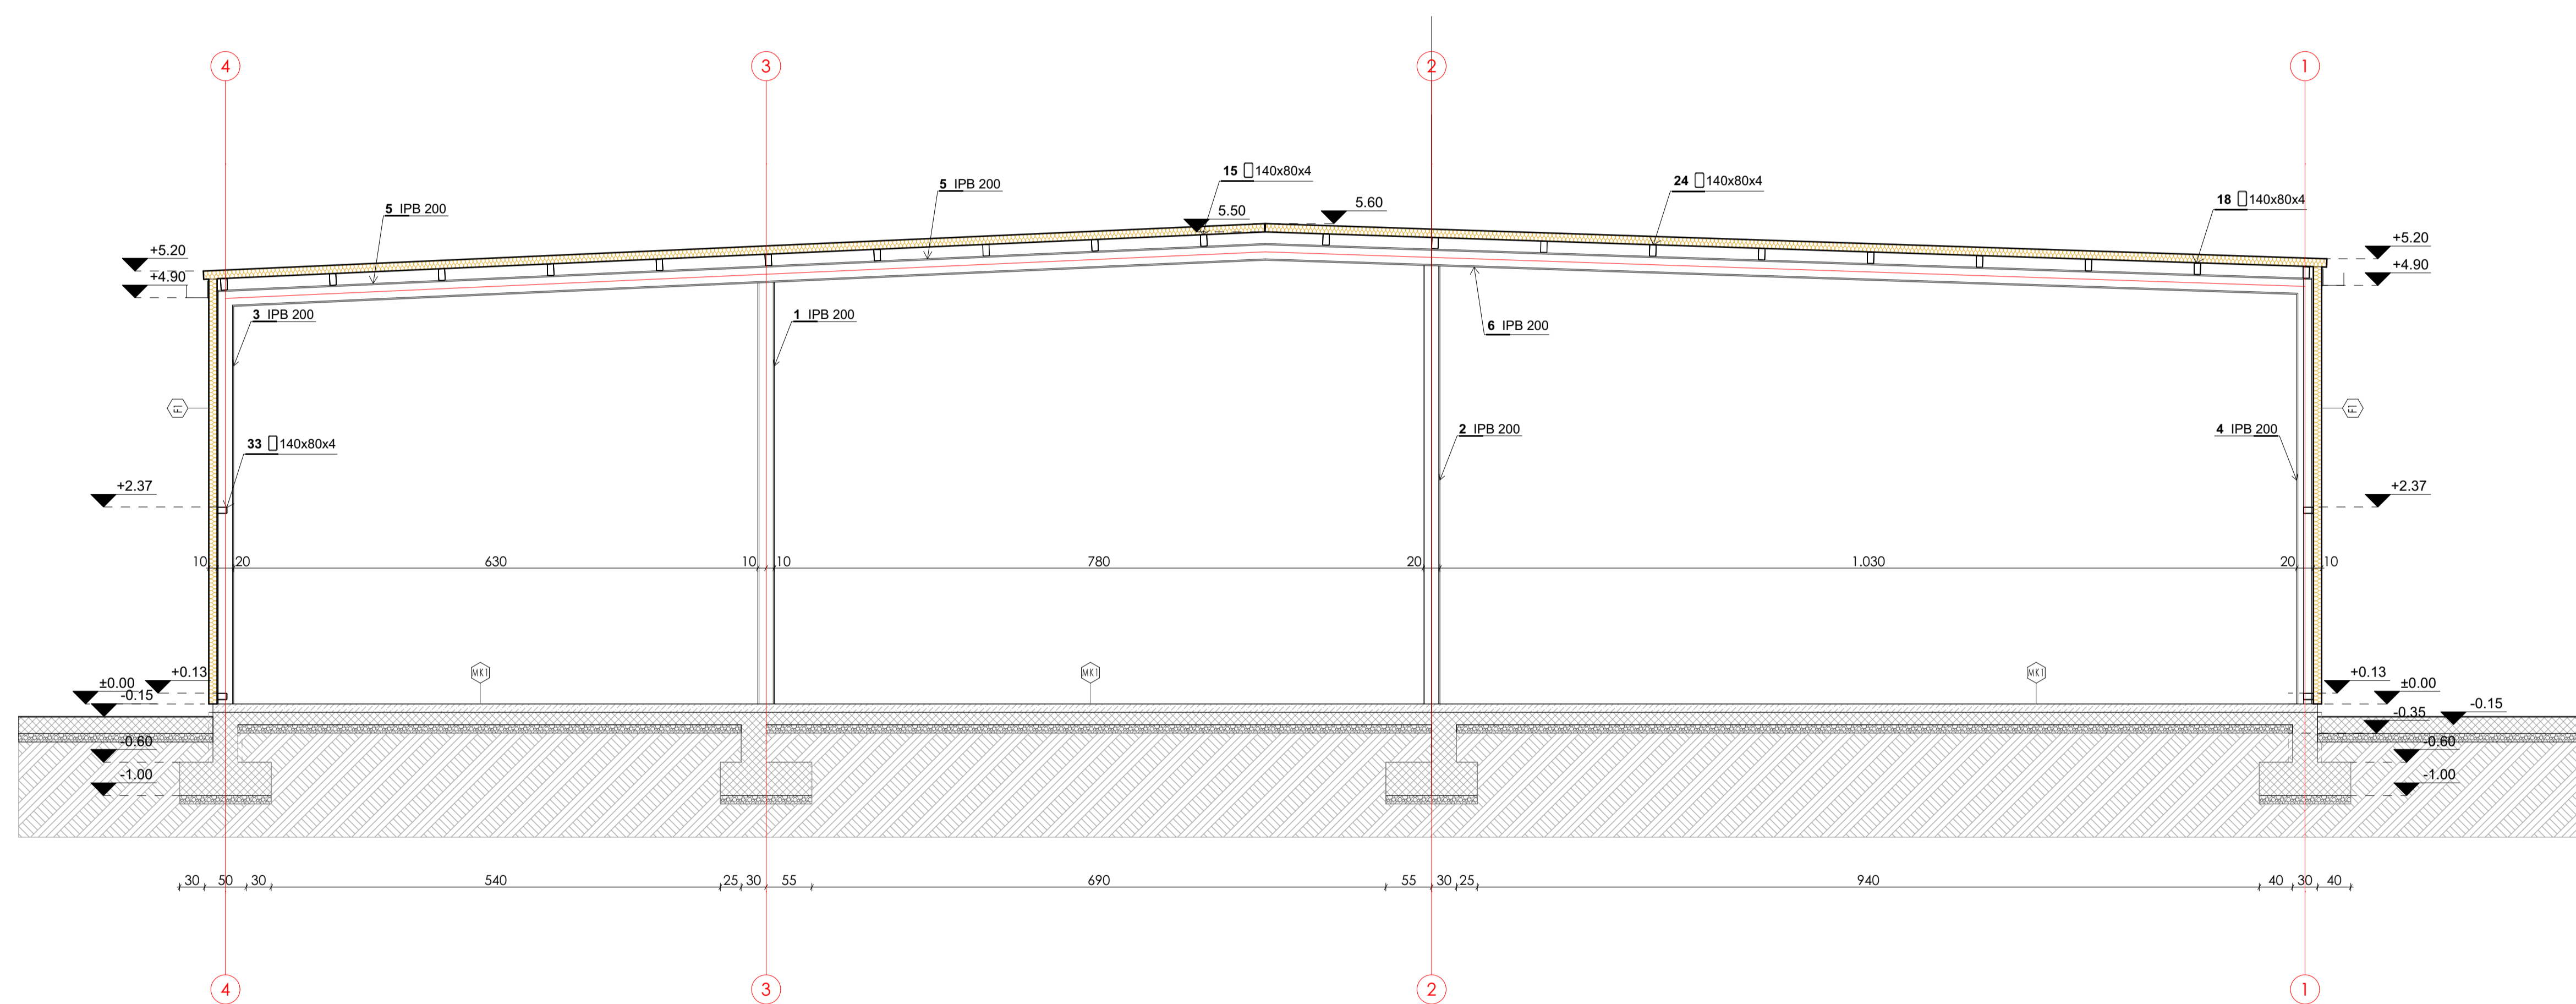 4 3 2 1
15 140x80x4
24 140x80x4
5 IPB 200
5 IPB 200
18 140x80x4
5.50
5.60
+5.20
+5.20
+4.90
+4.90
3 IPB 200
1 IPB 200
6 IPB 200
F1
F1
33 140x80x4
2 IPB 200
4 IPB 200
+2.37
+2.37
10 20 630 10 10 780 20 1.030 20 10
MK1 MK1 MK1
+0.13
+0.13
±0.00
±0.00
-0.15
-0.15
-0.35
-0.60
-0.60
-1.00
-1.00
30 50 30 540 25 30 55 690 55 30 25 940 40 30 40
4 3 2 1